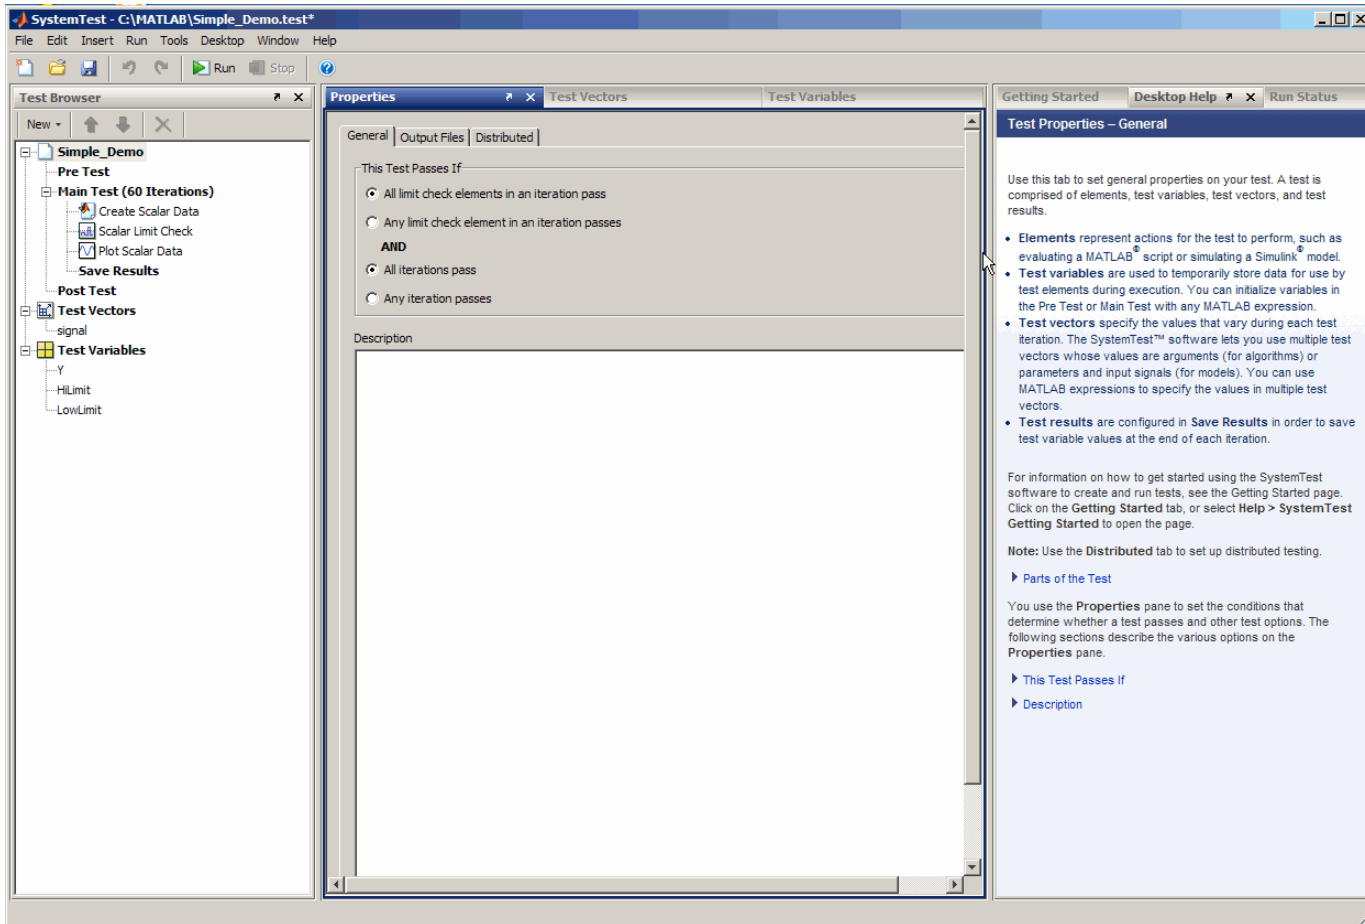 SystemTest - C:\MATLAB\Simple_Demo.test*
File Edit Insert Run Tools Desktop Window Help
Run Stop
Test Browser
New
Simple_Demo
Pre Test
Main Test (60 Iterations)
Create Scalar Data
Scalar Limit Check
Plot Scalar Data
Save Results
Post Test
Test Vectors
signal
Test Variables
Y
HiLimit
LowLimit
Properties Test Vectors Test Variables
General Output Files Distributed
This Test Passes If
All limit check elements in an iteration pass
Any limit check element in an iteration passes
AND
All iterations pass
Any iteration passes
Description
Getting Started Desktop Help Run Status
Test Properties – General
Use this tab to set general properties on your test. A test is
comprised of elements, test variables, test vectors, and test
results.
• Elements represent actions for the test to perform, such as
evaluating a MATLAB® script or simulating a Simulink® model.
• Test variables are used to temporarily store data for use by
test elements during execution. You can initialize variables in
the Pre Test or Main Test with any MATLAB expression.
• Test vectors specify the values that vary during each test
iteration. The SystemTest™ software lets you use multiple test
vectors whose values are arguments (for algorithms) or
parameters and input signals (for models). You can use
MATLAB expressions to specify the values in multiple test
vectors.
• Test results are configured in Save Results in order to save
test variable values at the end of each iteration.
For information on how to get started using the SystemTest
software to create and run tests, see the Getting Started page.
Click on the Getting Started tab, or select Help > SystemTest
Getting Started to open the page.
Note: Use the Distributed tab to set up distributed testing.
Parts of the Test
You use the Properties pane to set the conditions that
determine whether a test passes and other test options. The
following sections describe the various options on the
Properties pane.
This Test Passes If
Description